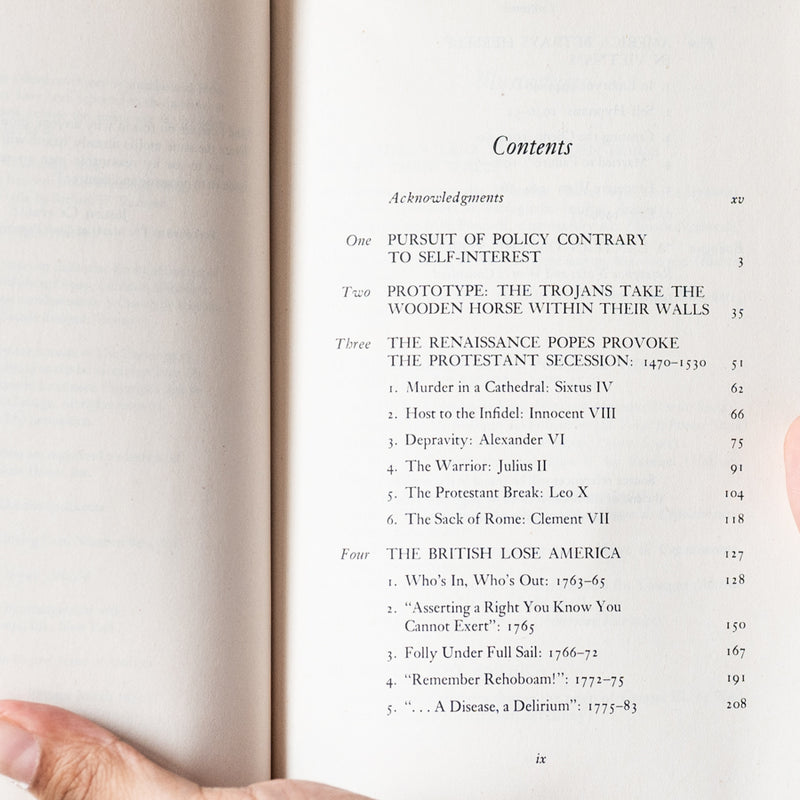 Contents
Acknowledgments xv
One PURSUIT OF POLICY CONTRARY
TO SELF-INTEREST 3
Two PROTOTYPE: THE TROJANS TAKE THE
WOODEN HORSE WITHIN THEIR WALLS 35
Three THE RENAISSANCE POPES PROVOKE
THE PROTESTANT SECESSION: 1470–1530 51
1. Murder in a Cathedral: Sixtus IV 62
2. Host to the Infidel: Innocent VIII 66
3. Depravity: Alexander VI 75
4. The Warrior: Julius II 91
5. The Protestant Break: Leo X 104
6. The Sack of Rome: Clement VII 118
Four THE BRITISH LOSE AMERICA 127
1. Who's In, Who's Out: 1763–65 128
2. "Asserting a Right You Know You
Cannot Exert": 1765 150
3. Folly Under Full Sail: 1766–72 167
4. "Remember Rehoboam!": 1772–75 191
5. ". . . A Disease, a Delirium": 1775–83 208
ix